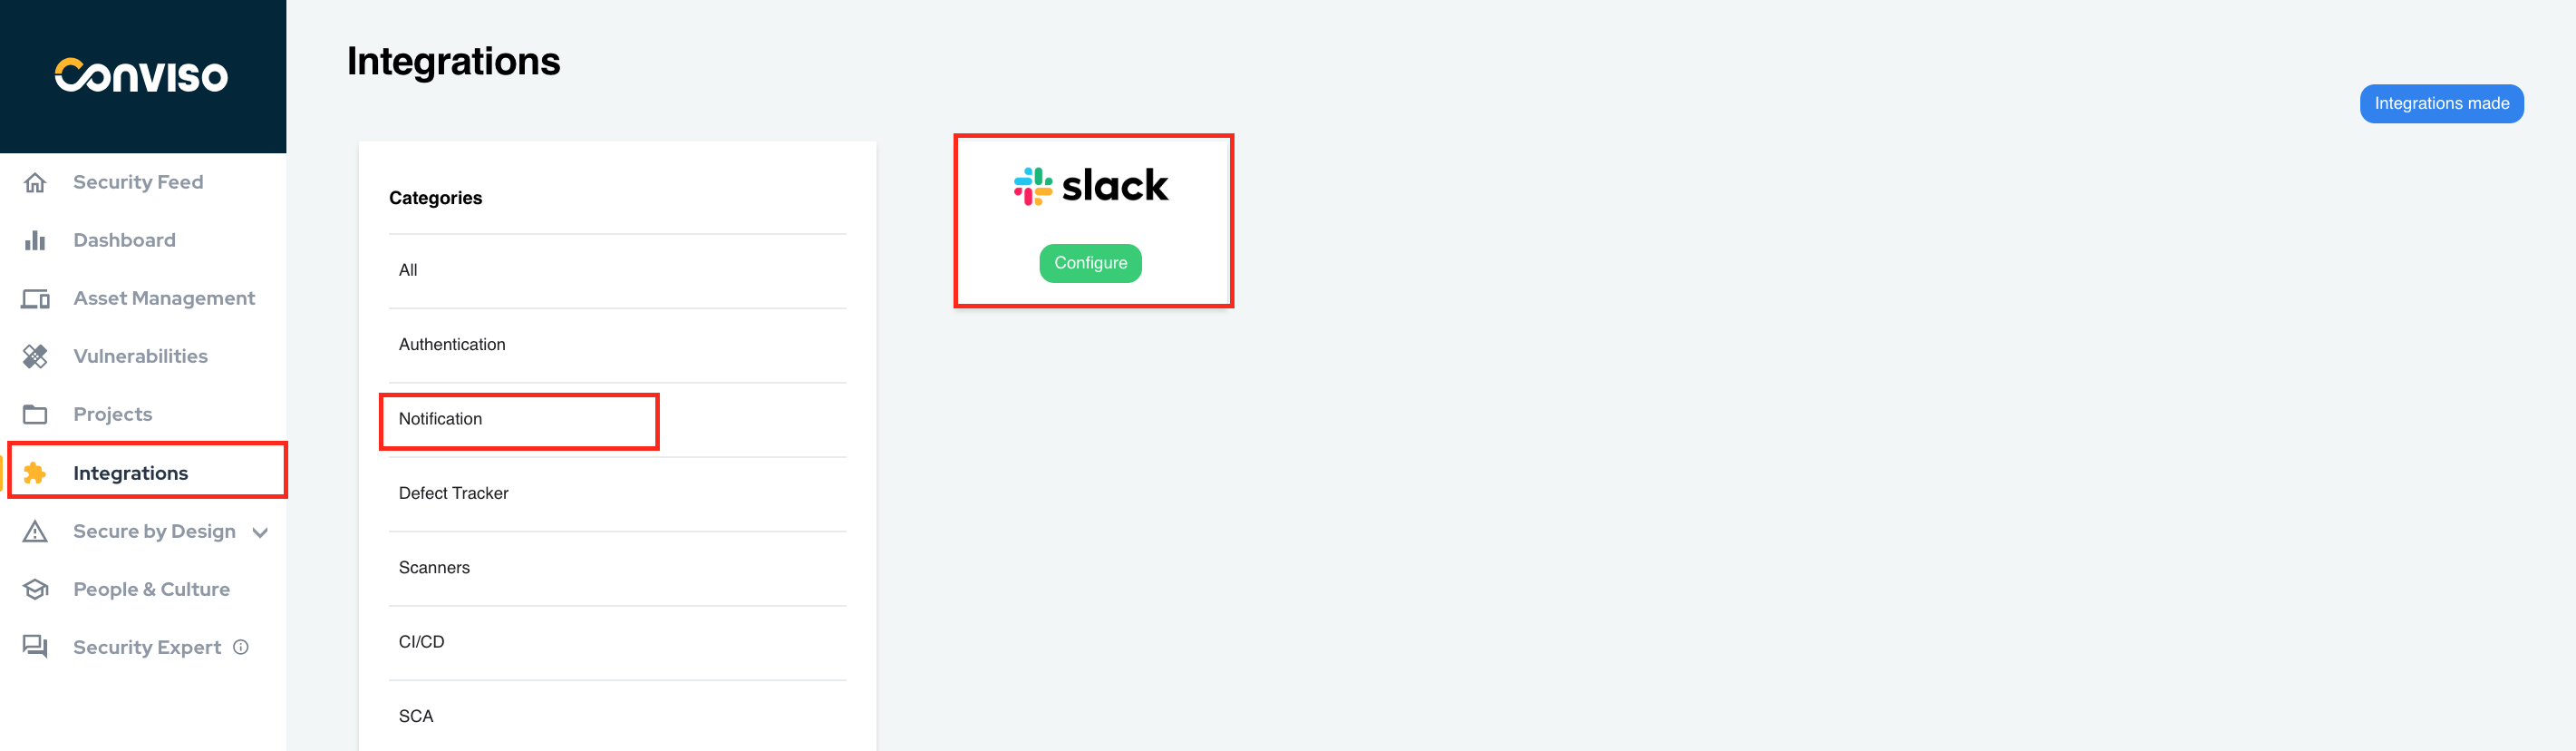 Conviso
Security Feed
Dashboard
Asset Management
Vulnerabilities
Projects
Integrations
Secure by Design
People & Culture
Security Expert
Integrations
Integrations made
Categories
All
Authentication
Notification
Defect Tracker
Scanners
CI/CD
SCA
slack
Configure